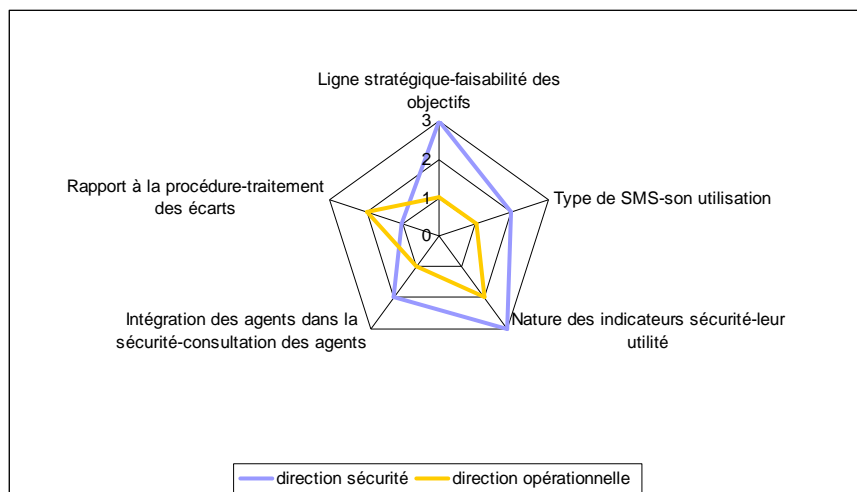 Ligne stratégique-faisabilité des
objectifs
3
2
1
0
Type de SMS-son utilisation
Nature des indicateurs sécurité-leur
utilité
Intégration des agents dans la
sécurité-consultation des agents
Rapport à la procédure-traitement
des écarts
direction sécurité
direction opérationnelle